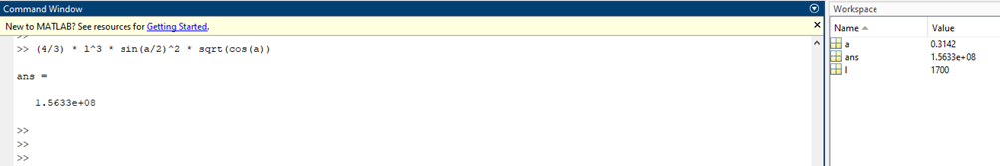 Command Window
New to MATLAB? See resources for Getting Started.
>>
>> (4/3) * l^3 * sin(a/2)^2 * sqrt(cos(a))
ans =
1.5633e+08
>>
>>
>>
Workspace
Name Value
a 0.3142
ans 1.5633e+08
l 1700